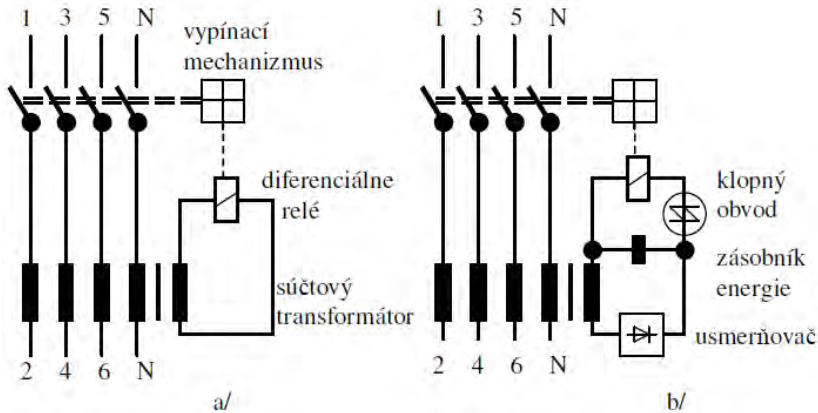 1 3 5 N
vypínací
mechanizmus
diferenciálne
relé
súčtový
transformátor
2 4 6 N
a/
1 3 5 N
klopný
obvod
zásobník
energie
usmerňovač
2 4 6 N
b/